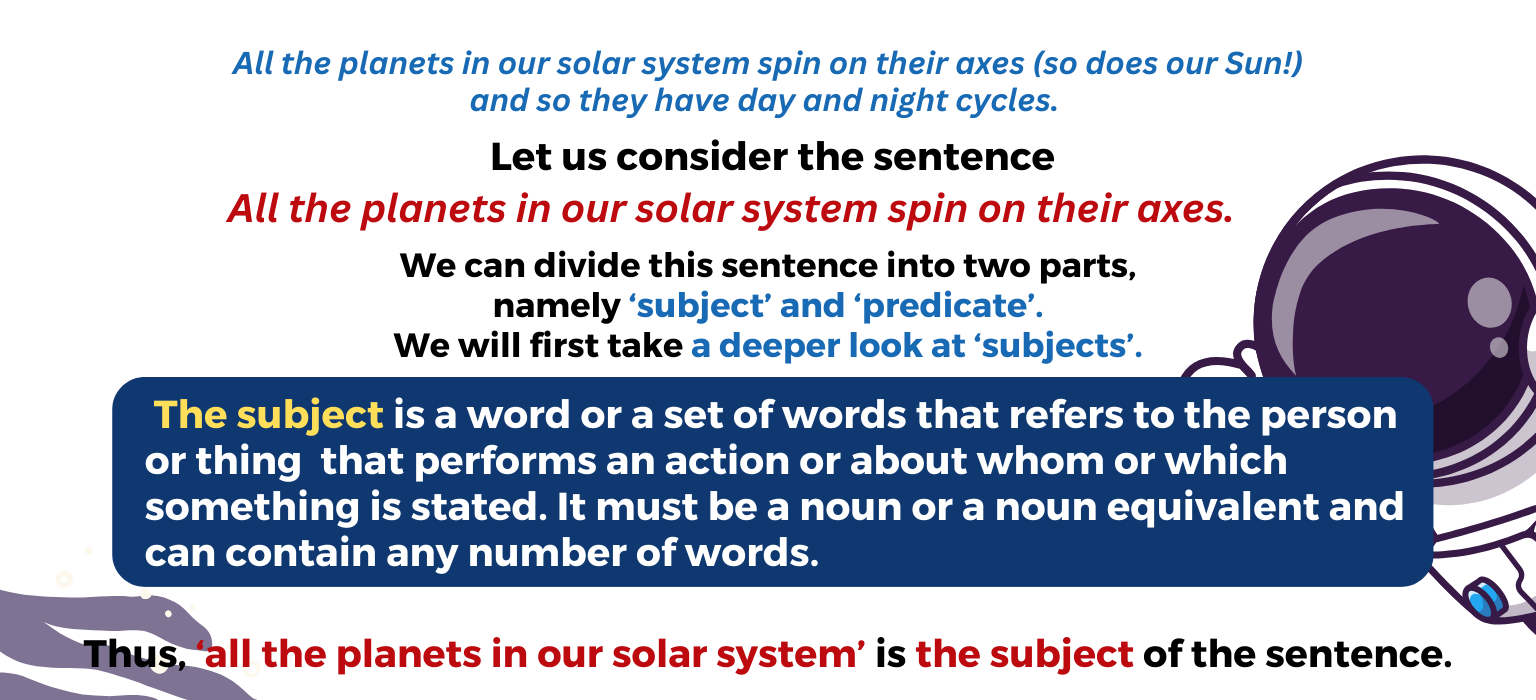 All the planets in our solar system spin on their axes (so does our Sun!)
and so they have day and night cycles.
Let us consider the sentence
All the planets in our solar system spin on their axes.
We can divide this sentence into two parts,
namely ‘subject’ and ‘predicate’.
We will first take a deeper look at ‘subjects’.
The subject is a word or a set of words that refers to the person
or thing  that performs an action or about whom or which
something is stated. It must be a noun or a noun equivalent and
can contain any number of words.
Thus, ‘all the planets in our solar system’ is the subject of the sentence.